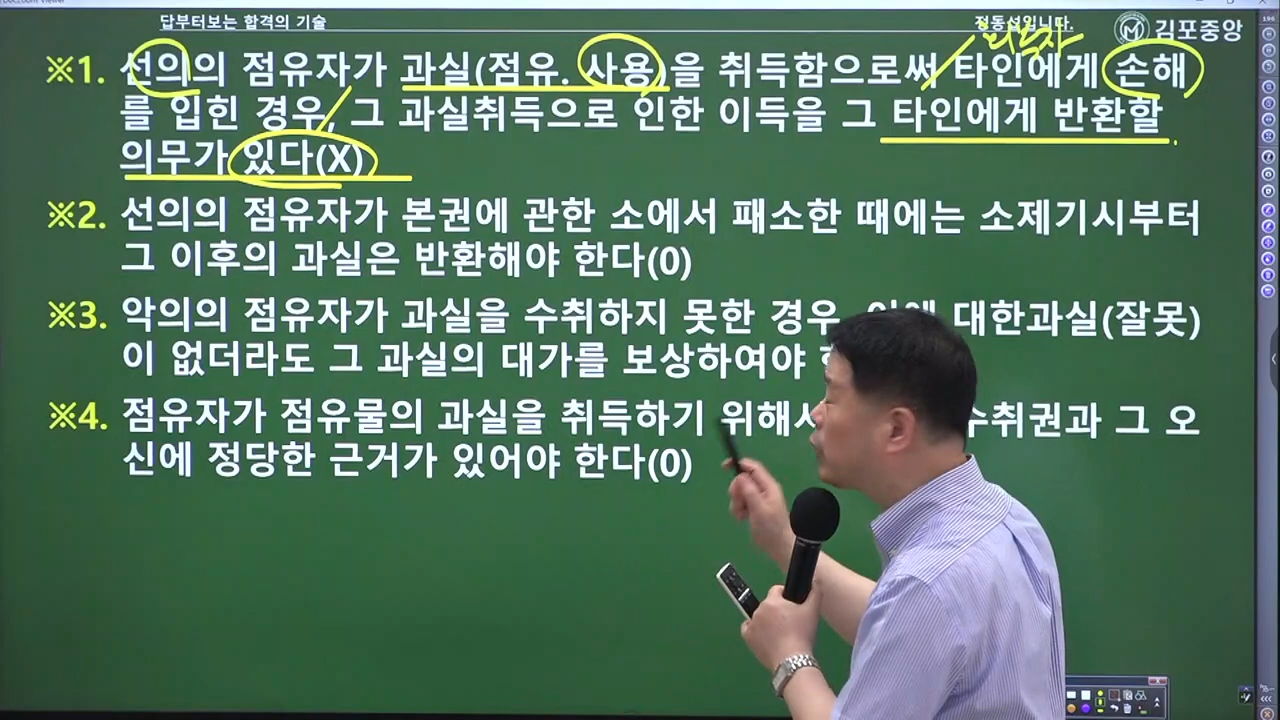 답부터보는 합격의 기술
정동섭입니다.
김포중앙
※1. 선의의 점유자가 과실(점유. 사용)을 취득함으로써 타인에게 손해
를 입힌 경우, 그 과실취득으로 인한 이득을 그 타인에게 반환할
의무가 있다(X)
※2. 선의의 점유자가 본권에 관한 소에서 패소한 때에는 소제기시부터
그 이후의 과실은 반환해야 한다(0)
※3. 악의의 점유자가 과실을 수취하지 못한 경우, 이에 대한과실(잘못)
이 없더라도 그 과실의 대가를 보상하여야
※4. 점유자가 점유물의 과실을 취득하기 위해서 수취권과 그 오
신에 정당한 근거가 있어야 한다(0)